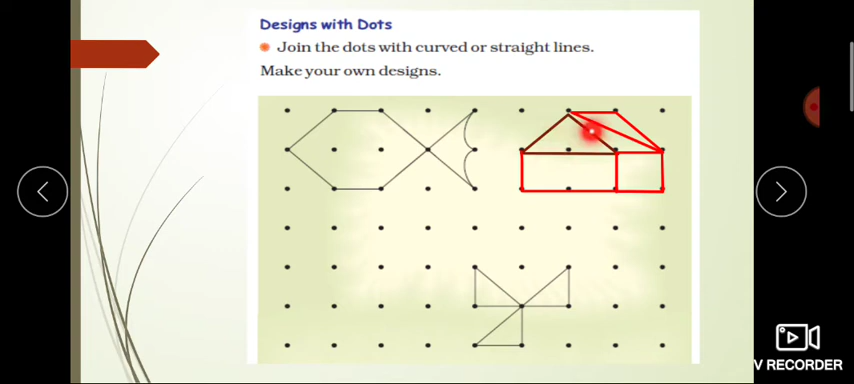 Designs with Dots
Join the dots with curved or straight lines.
Make your own designs.
V RECORDER